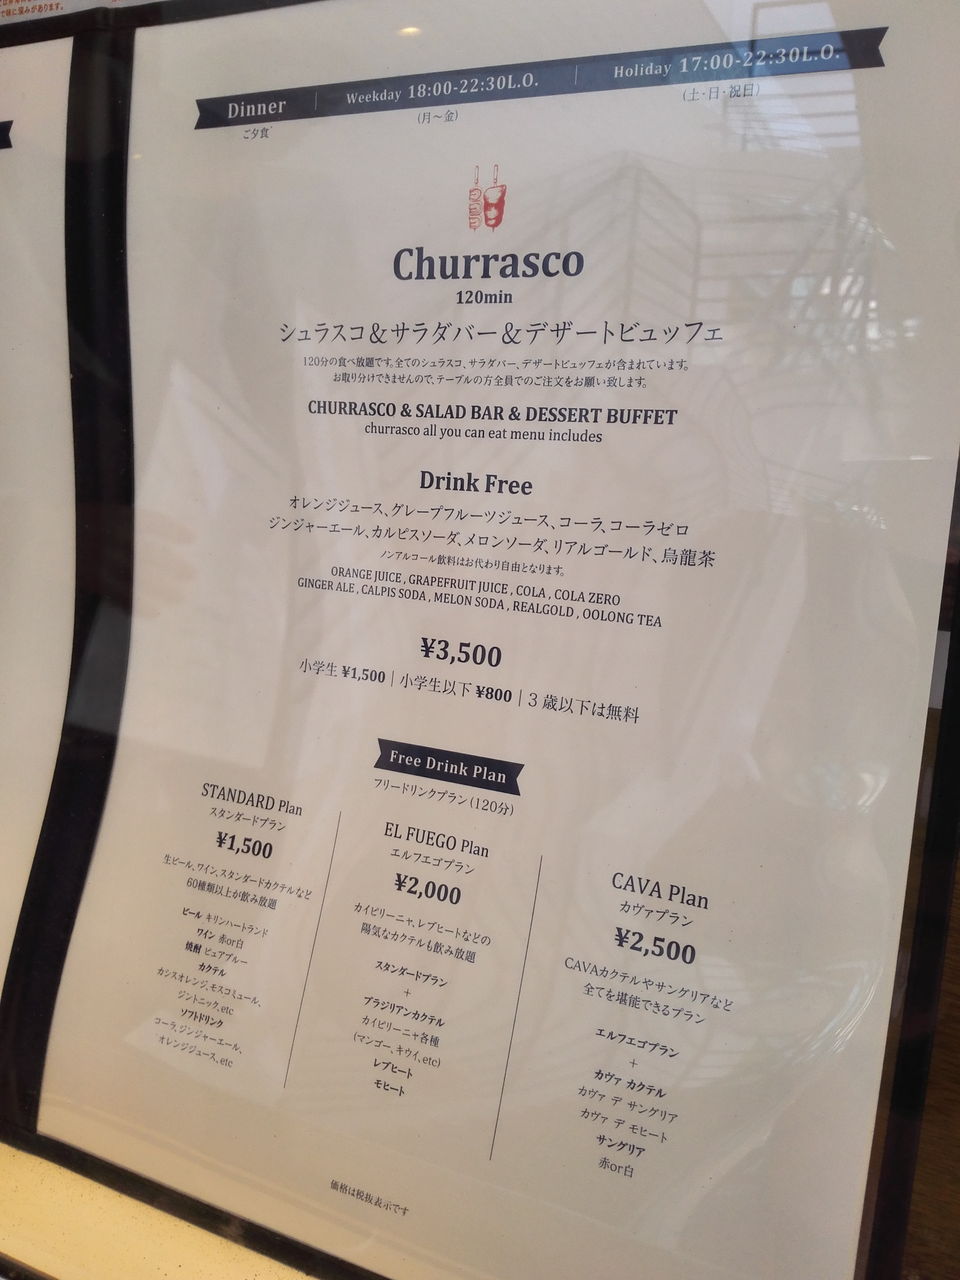 で味に深みがあります。
Dinner | Weekday 18:00-22:30L.O. | Holiday 17:00-22:30L.O.
ご夕食 (月～金) (土・日・祝日)
Churrasco
120min
シュラスコ&サラダバー&デザートビュッフェ
120分の食べ放題です。全てのシュラスコ、サラダバー、デザートビュッフェが含まれています。
お取り分けできませんので、テーブルの方全員でのご注文をお願い致します。
CHURRASCO & SALAD BAR & DESSERT BUFFET
churrasco all you can eat menu includes
Drink Free
オレンジジュース、グレープフルーツジュース、コーラ、コーラゼロ
ジンジャーエール、カルピスソーダ、メロンソーダ、リアルゴールド、烏龍茶
ノンアルコール飲料はお代わり自由となります。
ORANGE JUICE , GRAPEFRUIT JUICE , COLA , COLA ZERO
GINGER ALE , CALPIS SODA , MELON SODA , REALGOLD , OOLONG TEA
¥3,500
小学生 ¥1,500 | 小学生以下 ¥800 | 3歳以下は無料
Free Drink Plan
フリードリンクプラン(120分)
STANDARD Plan
スタンダードプラン
¥1,500
生ビール、ワイン、スタンダードカクテルなど
60種類以上が飲み放題
ビール キリンハートランド
ワイン 赤or白
焼酎 ピュアブルー
カクテル
カシスオレンジ、モスコミュール、
ジントニック、etc
ソフトドリンク
コーラ、ジンジャーエール、
オレンジジュース、etc
EL FUEGO Plan
エルフエゴプラン
¥2,000
カイピリーニャ、レブヒートなどの
陽気なカクテルも飲み放題
スタンダードプラン
+
ブラジリアンカクテル
カイピリーニャ各種
(マンゴー、キウイ、etc)
レブヒート
モヒート
CAVA Plan
カヴァプラン
¥2,500
CAVAカクテルやサングリアなど
全てを堪能できるプラン
エルフエゴプラン
+
カヴァ カクテル
カヴァ デ サングリア
カヴァ デ モヒート
サングリア
赤or白
価格は税抜表示です